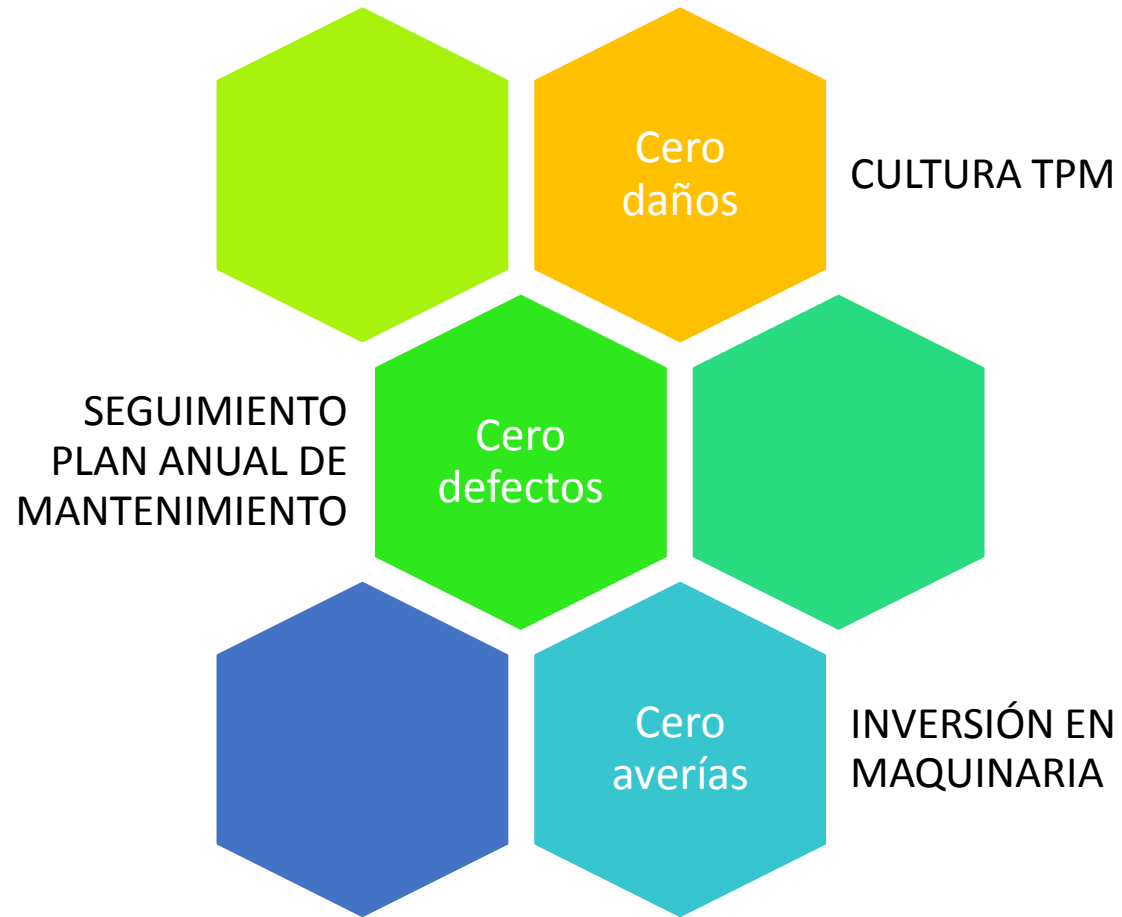 Cero
daños
CULTURA TPM
SEGUIMIENTO
PLAN ANUAL DE
MANTENIMIENTO
Cero
defectos
Cero
averías
INVERSIÓN EN
MAQUINARIA